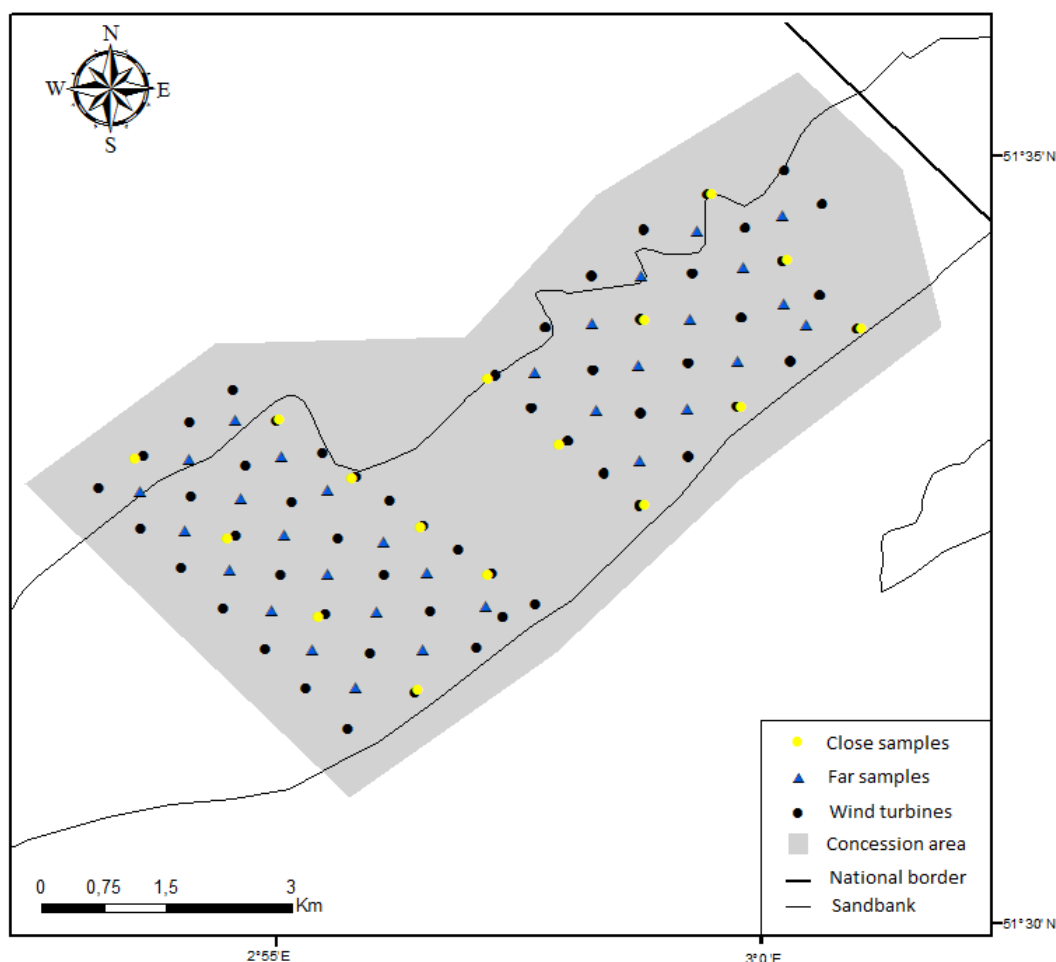 N
W E
S
51°35' N
Close samples
Far samples
Wind turbines
Concession area
National border
Sandbank
0 0,75 1,5 3
Km
51°30' N
2°55'E 3°0'E